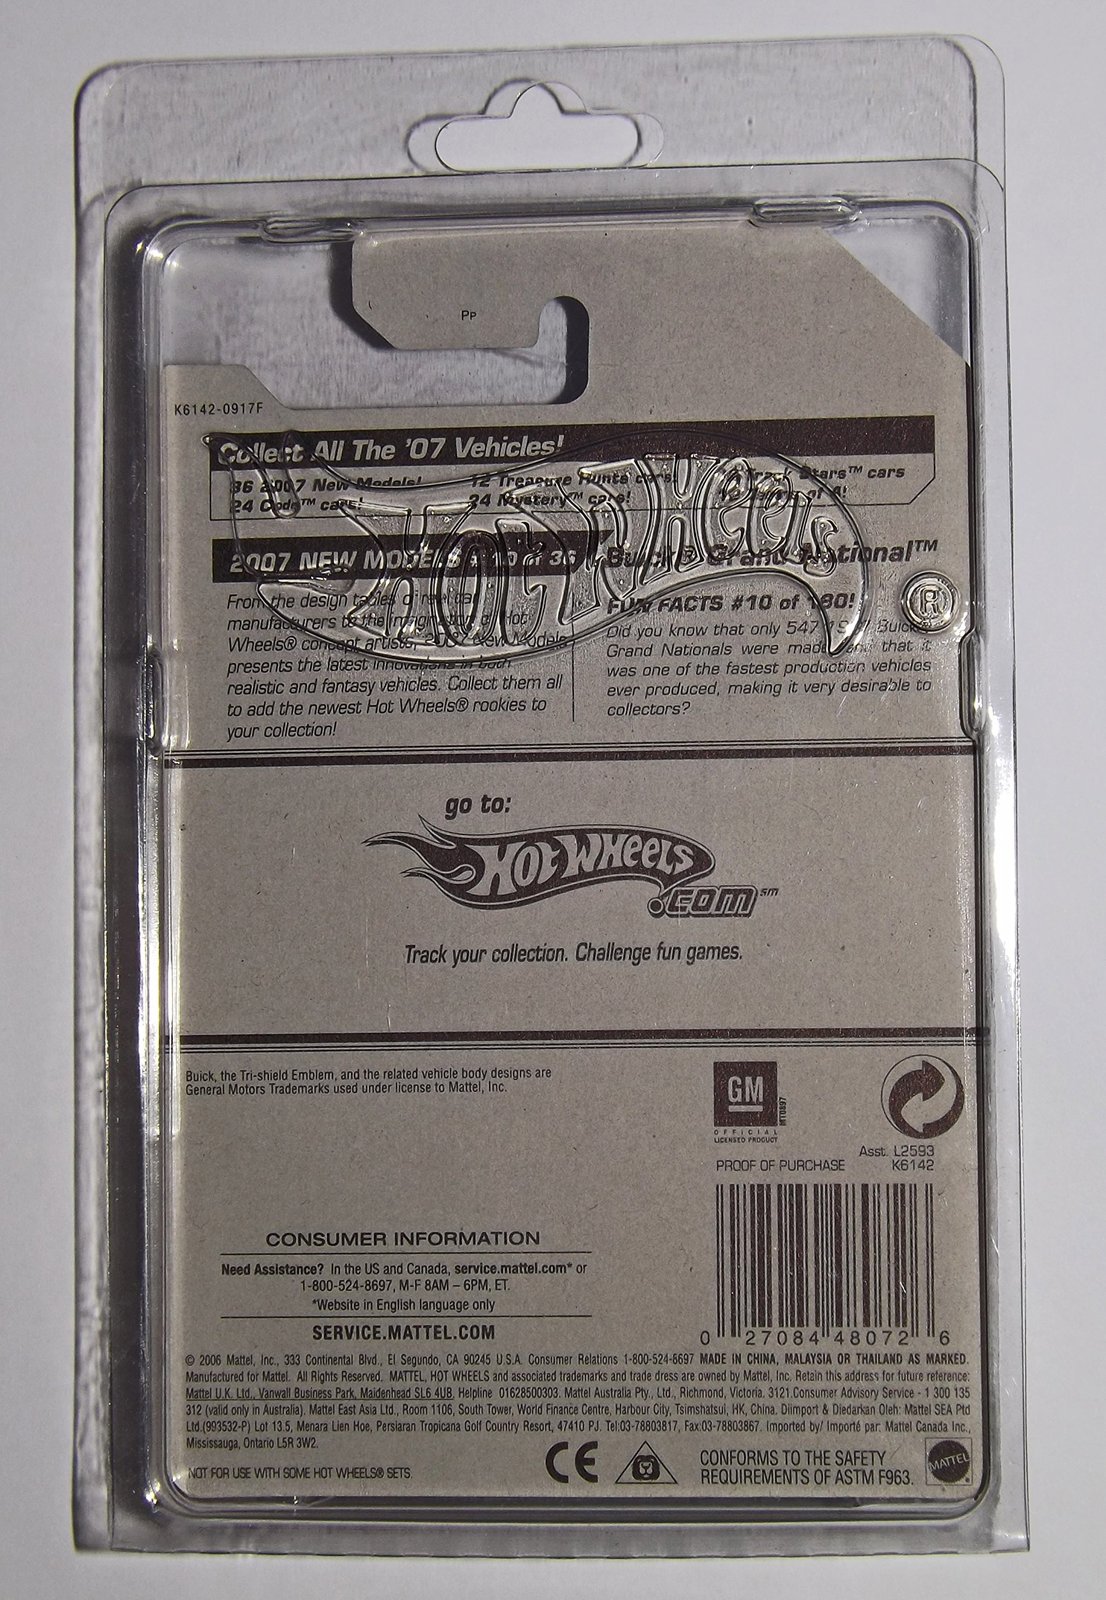 Pp
K6142-0917F
Collect All The '07 Vehicles!
36 2007 New Models! 12 Treasure Hunts cars! Track Stars™ cars
24 Code™ cars! 24 Mystery™ cars! of 4!
HOT WHEELS ®
2007 NEW MODELS #10 of 36
Buick® Grand National™
From the design tables of real car
manufacturers to the imagination of Hot
Wheels® concept artists, 2007 New Models
presents the latest innovations in both
realistic and fantasy vehicles. Collect them all
to add the newest Hot Wheels® rookies to
your collection!
FUN FACTS #10 of 180!
Did you know that only 547 Buick
Grand Nationals were made and that it
was one of the fastest production vehicles
ever produced, making it very desirable to
collectors?
go to:
HOT WHEELS
.com℠
Track your collection. Challenge fun games.
Buick, the Tri-shield Emblem, and the related vehicle body designs are
General Motors Trademarks used under license to Mattel, Inc.
GM
MT0897
OFFICIAL
LICENSED PRODUCT
Asst. L2593
PROOF OF PURCHASE K6142
0 27084 48072 6
CONSUMER INFORMATION
Need Assistance? In the US and Canada, service.mattel.com* or
1-800-524-8697, M-F 8AM – 6PM, ET.
*Website in English language only
SERVICE.MATTEL.COM
© 2006 Mattel, Inc., 333 Continental Blvd., El Segundo, CA 90245 U.S.A. Consumer Relations 1-800-524-8697 MADE IN CHINA, MALAYSIA OR THAILAND AS MARKED.
Manufactured for Mattel. All Rights Reserved. MATTEL, HOT WHEELS and associated trademarks and trade dress are owned by Mattel, Inc. Retain this address for future reference:
Mattel U.K. Ltd., Vanwall Business Park, Maidenhead SL6 4UB. Helpline 01628500303. Mattel Australia Pty., Ltd., Richmond, Victoria. 3121.Consumer Advisory Service - 1 300 135
312 (valid only in Australia). Mattel East Asia Ltd., Room 1106, South Tower, World Finance Centre, Harbour City, Tsimshatsui, HK, China. Diimport & Diedarkan Oleh: Mattel SEA Ptd
Ltd.(993532-P) Lot 13.5, Menara Lien Hoe, Persiaran Tropicana Golf Country Resort, 47410 PJ. Tel:03-78803817, Fax:03-78803867. Imported by/ Importé par: Mattel Canada Inc.,
Mississauga, Ontario L5R 3W2.
NOT FOR USE WITH SOME HOT WHEELS® SETS.
CE
CONFORMS TO THE SAFETY
REQUIREMENTS OF ASTM F963.
MATTEL